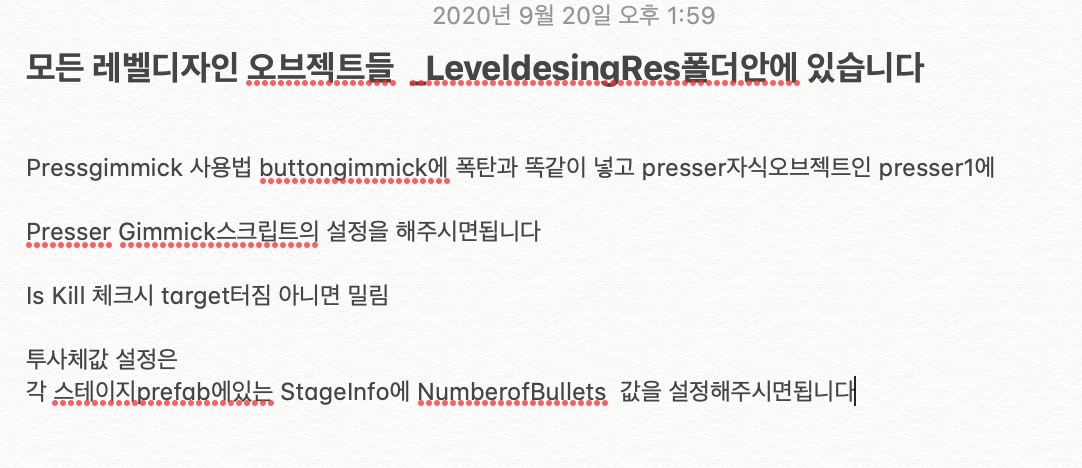 2020년 9월 20일 오후 1:59
모든 레벨디자인 오브젝트들 _LeveldesingRes폴더안에 있습니다
Pressgimmick 사용법 buttongimmick에 폭탄과 똑같이 넣고 presser자식오브젝트인 presser1에
Presser Gimmick스크립트의 설정을 해주시면됩니다
Is Kill 체크시 target터짐 아니면 밀림
투사체값 설정은
각 스테이지prefab에있는 StageInfo에 NumberofBullets 값을 설정해주시면됩니다